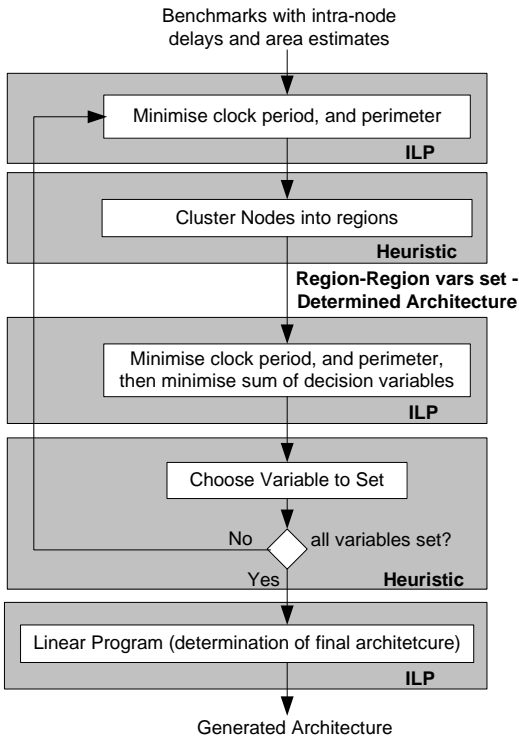 Benchmarks with intra-node
delays and area estimates
Minimise clock period, and perimeter
ILP
Cluster Nodes into regions
Heuristic
Region-Region vars set -
Determined Architecture
Minimise clock period, and perimeter,
then minimise sum of decision variables
ILP
Choose Variable to Set
No
all variables set?
Yes
Heuristic
Linear Program (determination of final architetcure)
ILP
Generated Architecture